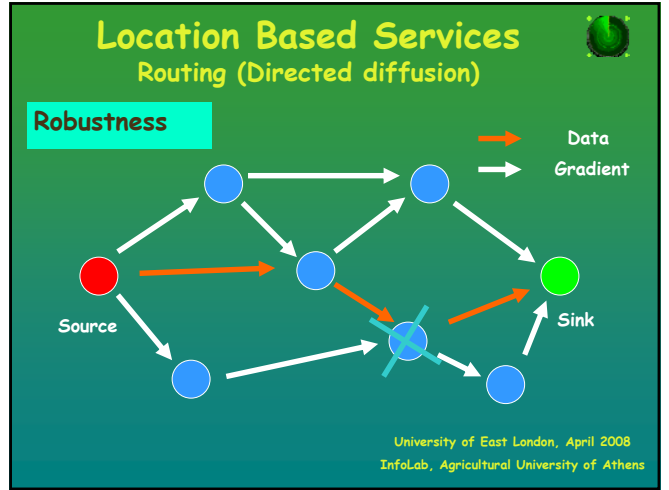 Location Based Services
Routing (Directed diffusion)
Robustness
Data
Gradient
Source
Sink
University of East London, April 2008
InfoLab, Agricultural University of Athens